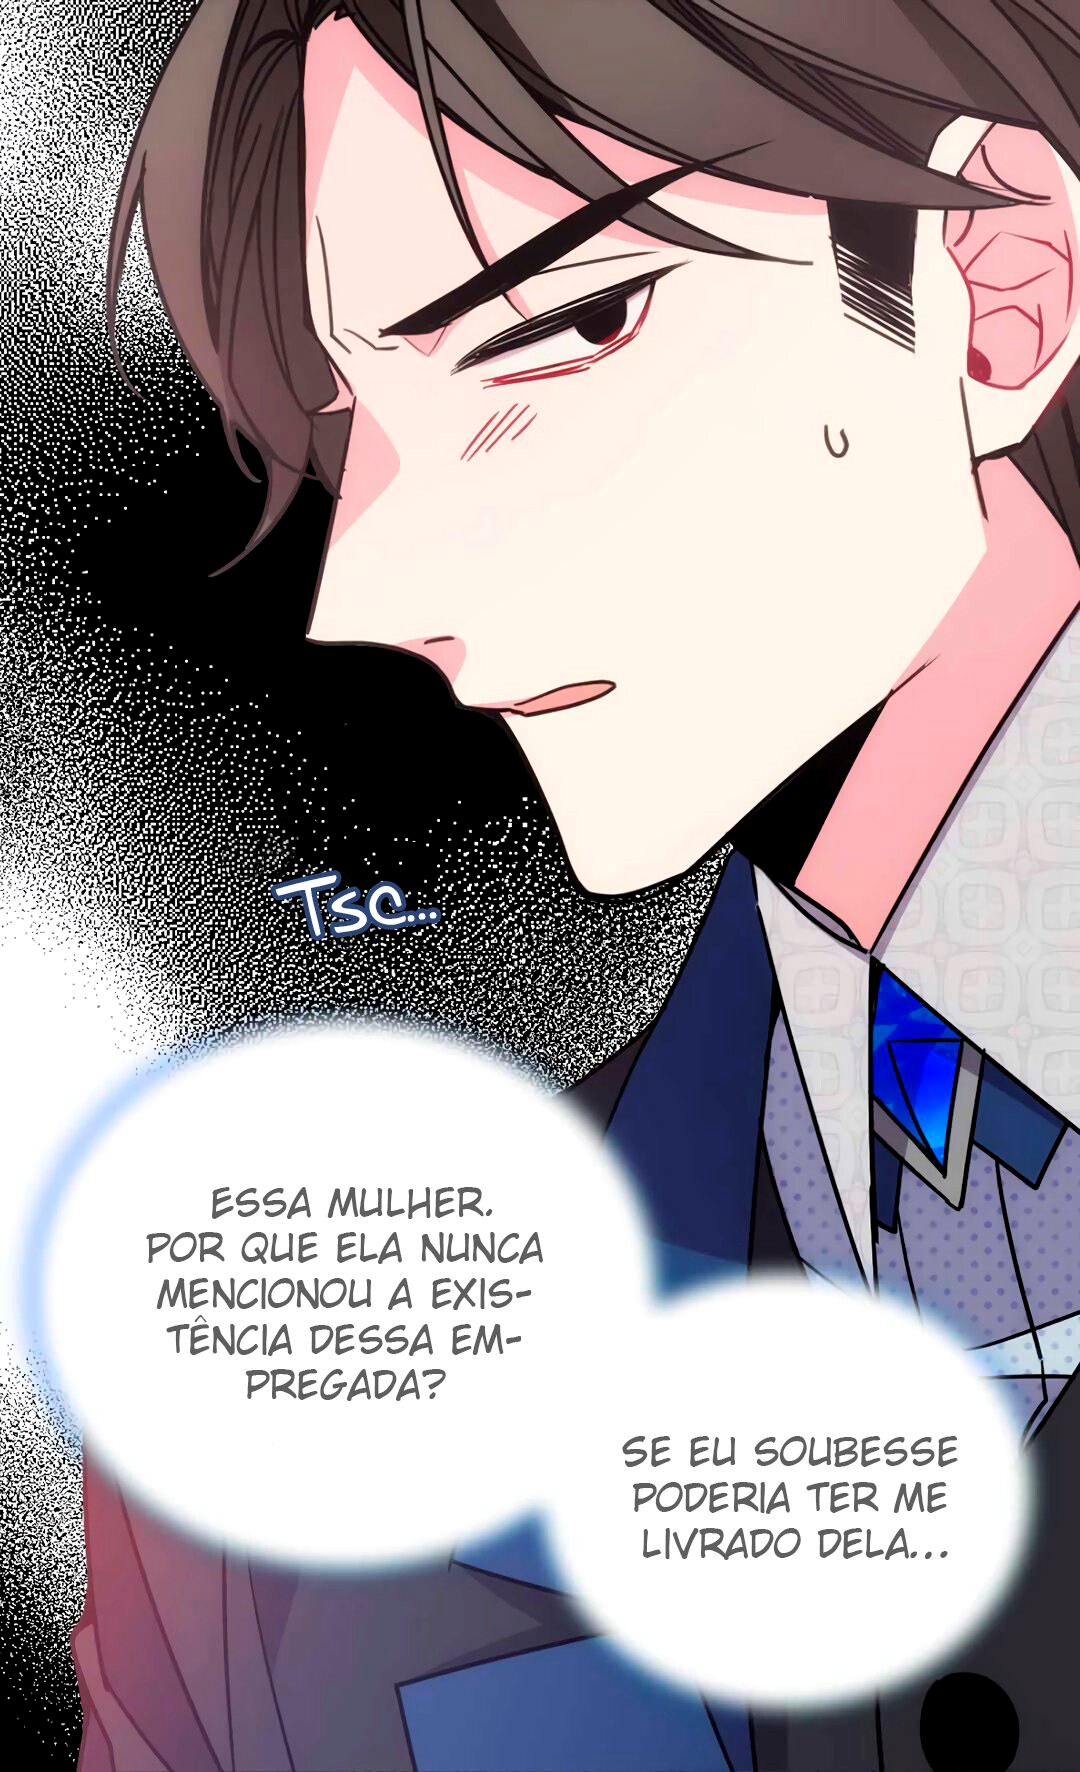 Tsc...
ESSA MULHER.
POR QUE ELA NUNCA
MENCIONOU A EXIS-
TÊNCIA DESSA EM-
PREGADA?
SE EU SOUBESSE
PODERIA TER ME
LIVRADO DELA...